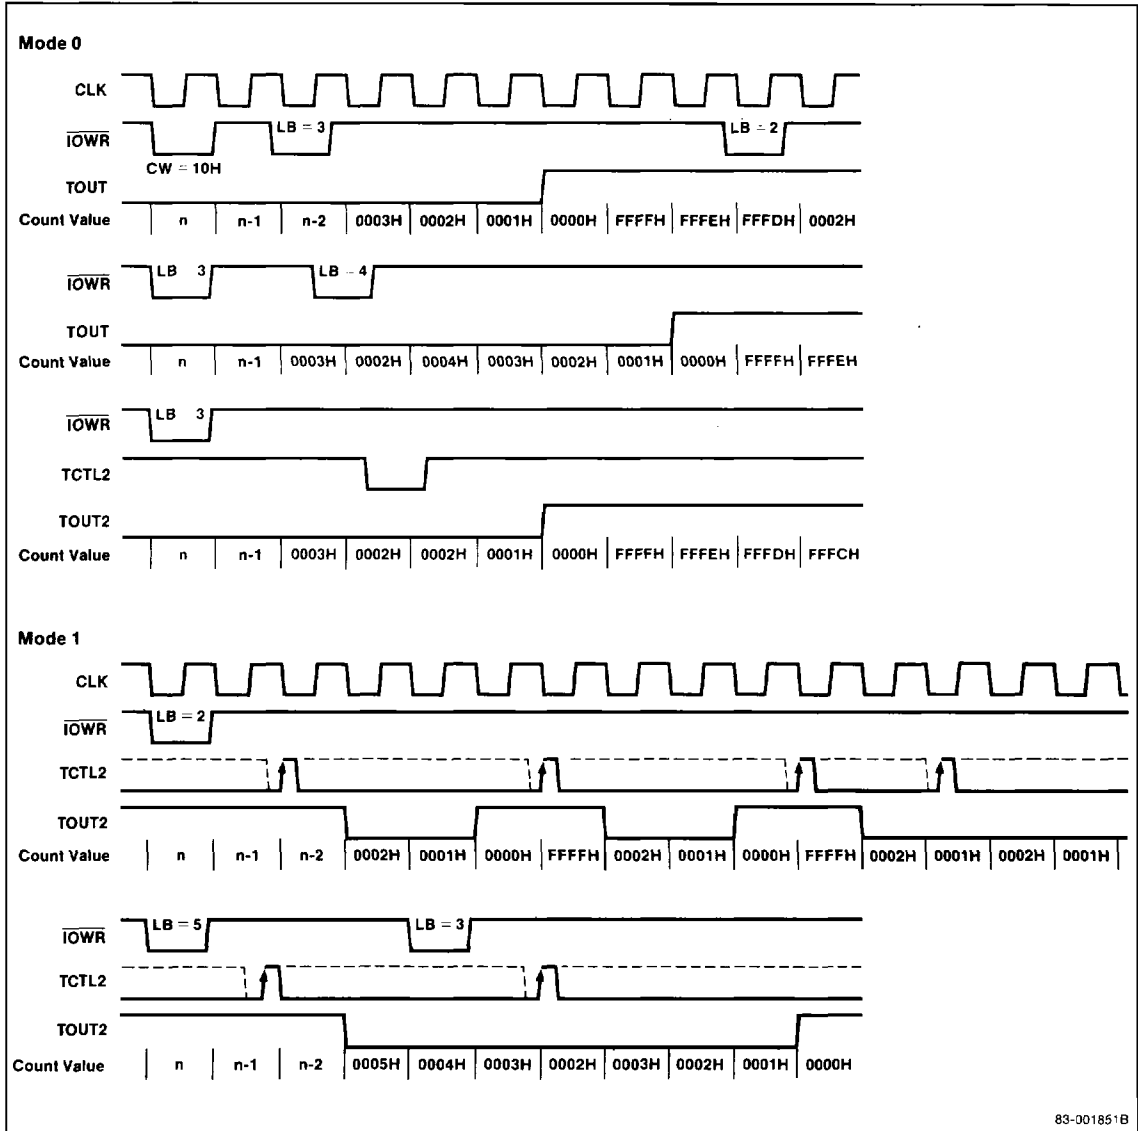 Mode 0
CLK
IOWR LB = 3 LB = 2
CW = 10H
TOUT
Count Value n n-1 n-2 0003H 0002H 0001H 0000H FFFFH FFFEH FFFDH 0002H
IOWR LB 3 LB - 4
TOUT
Count Value n n-1 0003H 0002H 0004H 0003H 0002H 0001H 0000H FFFFH FFFEH
IOWR LB 3
TCTL2
TOUT2
Count Value n n-1 0003H 0002H 0002H 0001H 0000H FFFFH FFFEH FFFDH FFFCH
Mode 1
CLK
IOWR LB = 2
TCTL2
TOUT2
Count Value n n-1 n-2 0002H 0001H 0000H FFFFH 0002H 0001H 0000H FFFFH 0002H 0001H 0002H 0001H
IOWR LB = 5 LB = 3
TCTL2
TOUT2
Count Value n n-1 n-2 0005H 0004H 0003H 0002H 0003H 0002H 0001H 0000H
83-001851B